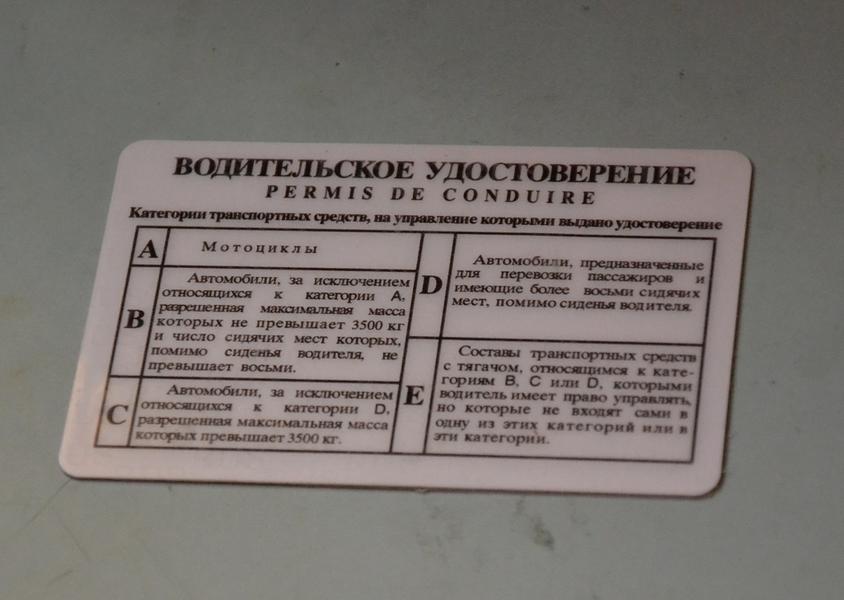 ВОДИТЕЛЬСКОЕ УДОСТОВЕРЕНИЕ
PERMIS DE CONDUIRE
Категории транспортных средств, на управление которыми выдано удостоверение
A
Мотоциклы
B
Автомобили, за исключением
относящихся к категории A,
разрешенная максимальная масса
которых не превышает 3500 кг
и число сидячих мест которых,
помимо сиденья водителя, не
превышает восьми.
C
Автомобили, за исключением
относящихся к категории D,
разрешенная максимальная масса
которых превышает 3500 кг.
D
Автомобили, предназначенные
для перевозки пассажиров и
имеющие более восьми сидячих
мест, помимо сиденья водителя.
E
Составы транспортных средств
с тягачом, относящимся к кате-
гориям B, C или D, которыми
водитель имеет право управлять,
но которые не входят сами в
одну из этих категорий или в
эти категории.